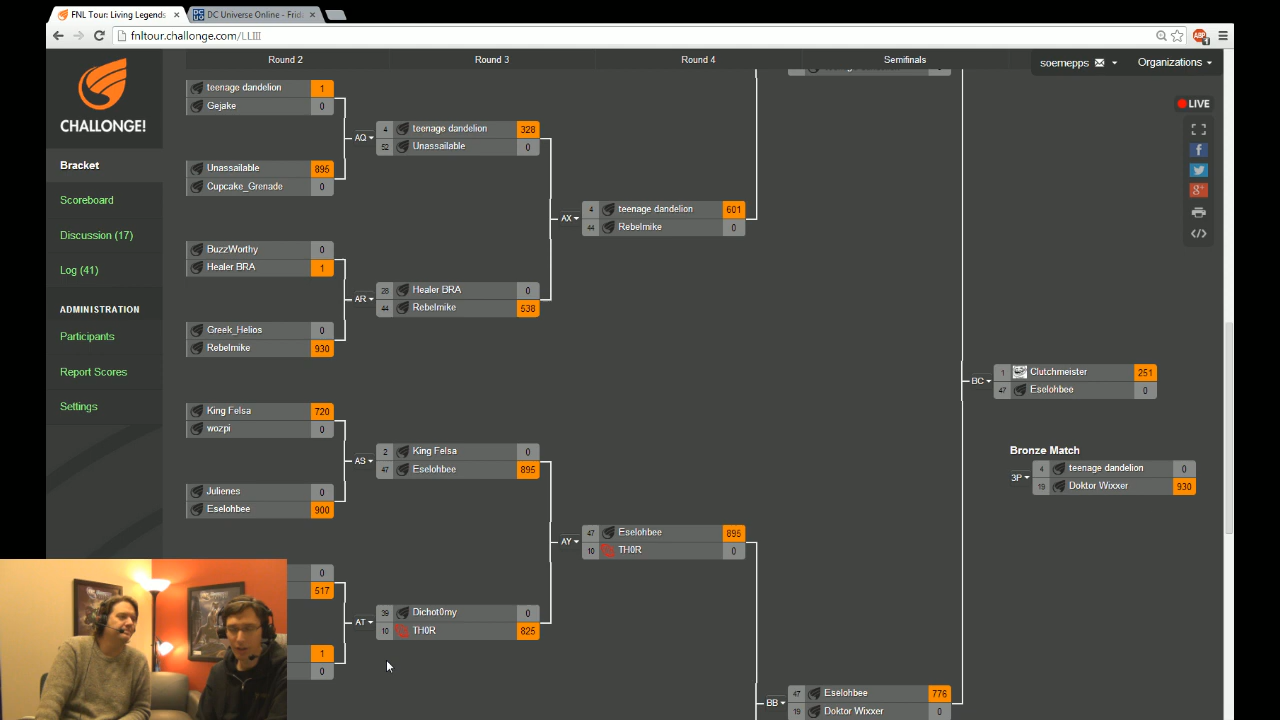 FNL Tour: Living Legends
DC Universe Online - Frida
fnltour.challonge.com/LLIII
ABP
1
CHALLONGE!
Bracket
Scoreboard
Discussion (17)
Log (41)
ADMINISTRATION
Participants
Report Scores
Settings
Round 2
Round 3
Round 4
Semifinals
soemepps
Organizations
LIVE
teenage dandelion 1
Gejake 0
AQ
Unassailable 895
Cupcake_Grenade 0
BuzzWorthy 0
Healer BRA 1
AR
Greek_Helios 0
Rebelmike 930
King Felsa 720
wozpi 0
AS
Julienes 0
Eselohbee 900
0
517
AT
1
0
4 teenage dandelion 328
52 Unassailable 0
AX
28 Healer BRA 0
44 Rebelmike 538
2 King Felsa 0
47 Eselohbee 895
AY
39 Dichot0my 0
10 TH0R 825
4 teenage dandelion 601
44 Rebelmike 0
47 Eselohbee 895
10 TH0R 0
BB
47 Eselohbee 776
19 Doktor Wixxer 0
BC
1 Clutchmeister 251
47 Eselohbee 0
Bronze Match
3P
4 teenage dandelion 0
19 Doktor Wixxer 930